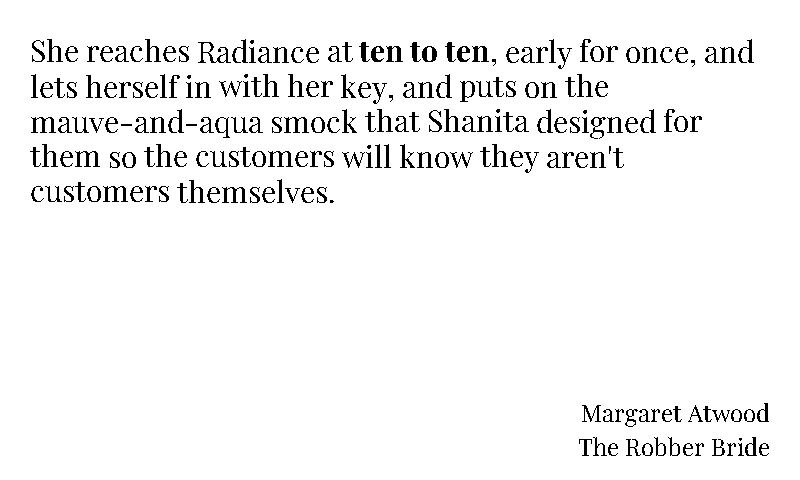 She reaches Radiance at ten to ten, early for once, and
lets herself in with her key, and puts on the
mauve-and-aqua smock that Shanita designed for
them so the customers will know they aren't
customers themselves.
Margaret Atwood
The Robber Bride